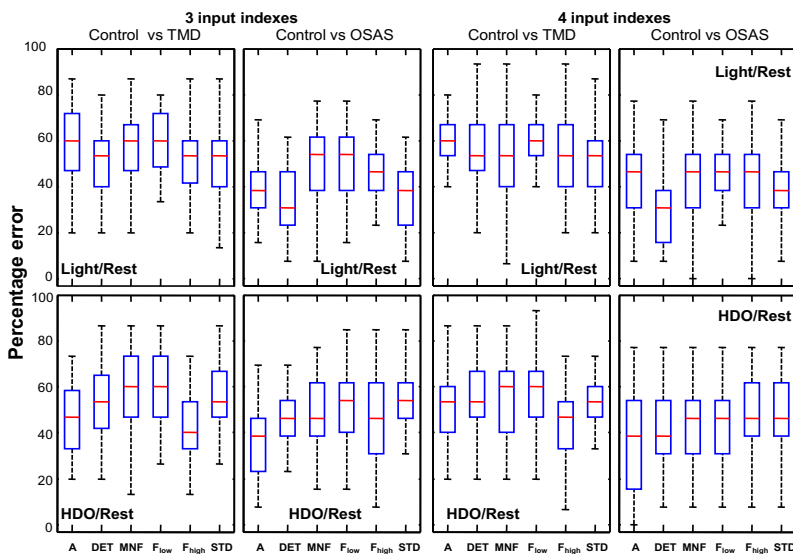 3 input indexes
4 input indexes
Control vs TMD
Control vs OSAS
Control vs TMD
Control vs OSAS
Percentage error
100
80
60
40
20
0
Light/Rest
Light/Rest
Light/Rest
Light/Rest
100
80
60
40
20
0
HDO/Rest
HDO/Rest
HDO/Rest
HDO/Rest
A DET MNF Flow Fhigh STD
A DET MNF Flow Fhigh STD
A DET MNF Flow Fhigh STD
A DET MNF Flow Fhigh STD